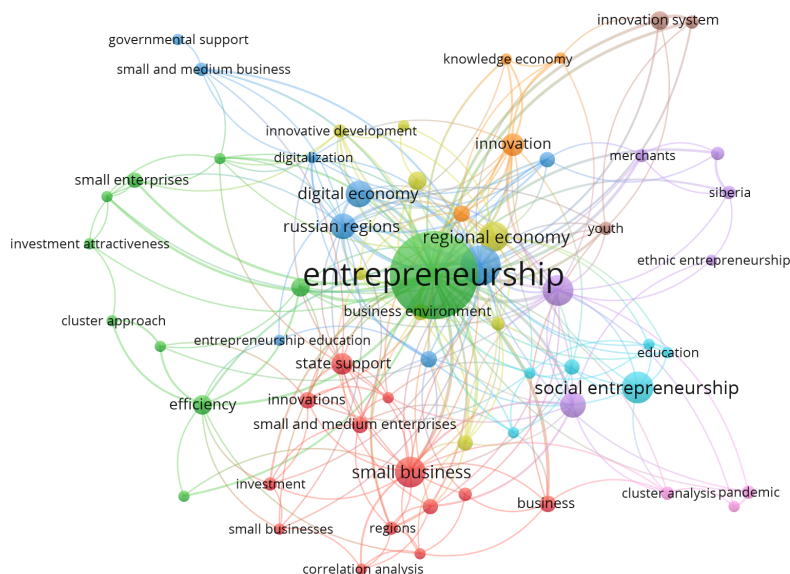 innovation system
governmental support
knowledge economy
small and medium business
innovative development
innovation
digitalization
merchants
small enterprises
digital economy
siberia
russian regions
youth
regional economy
investment attractiveness
ethnic entrepreneurship
entrepreneurship
business environment
cluster approach
entrepreneurship education
education
state support
social entrepreneurship
efficiency
innovations
small and medium enterprises
small business
investment
cluster analysis
pandemic
business
small businesses
regions
correlation analysis